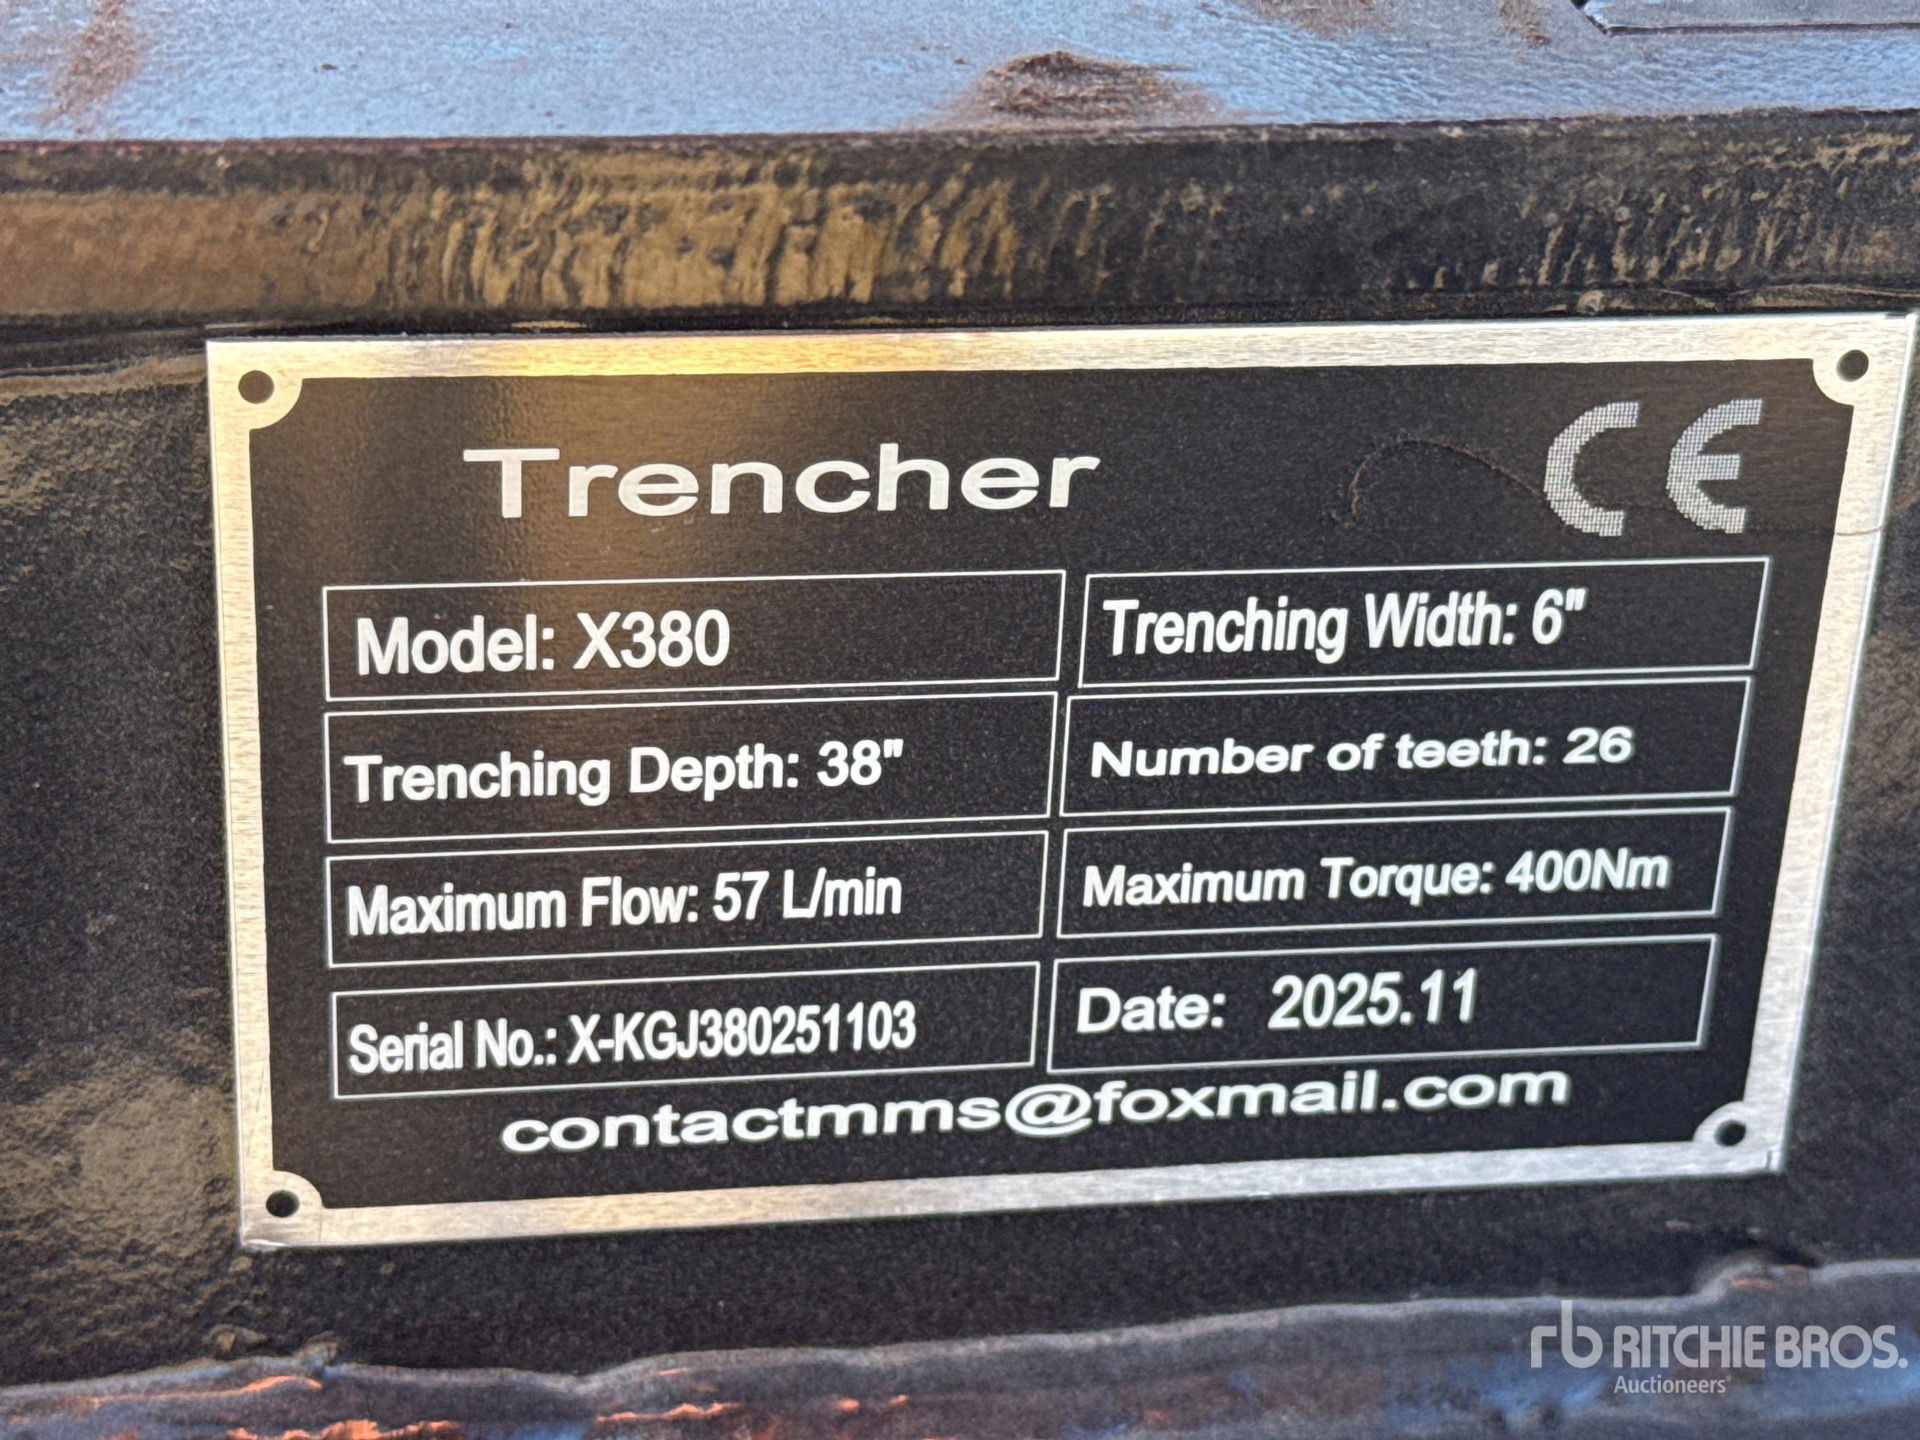 Trencher
CE
Model: X380
Trenching Width: 6"
Trenching Depth: 38"
Number of teeth: 26
Maximum Flow: 57 L/min
Maximum Torque: 400Nm
Serial No.: X-KGJ380251103
Date: 2025.11
contactmms@foxmail.com
rb RITCHIE BROS.
Auctioneers